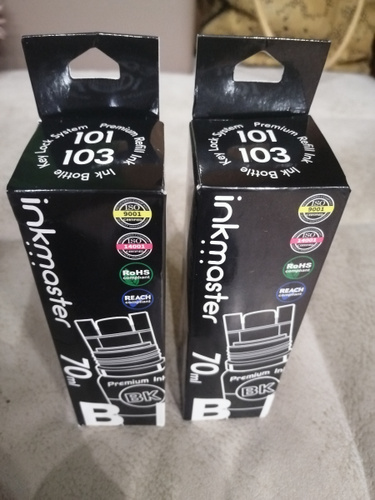 Key Lock System Premium Refill Ink
101
103
Ink Bottle
inkmaster
ISO
9001
ISO
14001
RoHS
compliant
REACH
compliant
70ml
Premium Ink
BK
B
Key Lock System Premium Refill Ink
101
103
Ink Bottle
inkmaster
ISO
9001
ISO
14001
RoHS
compliant
REACH
compliant
70ml
Premium Ink
BK
B